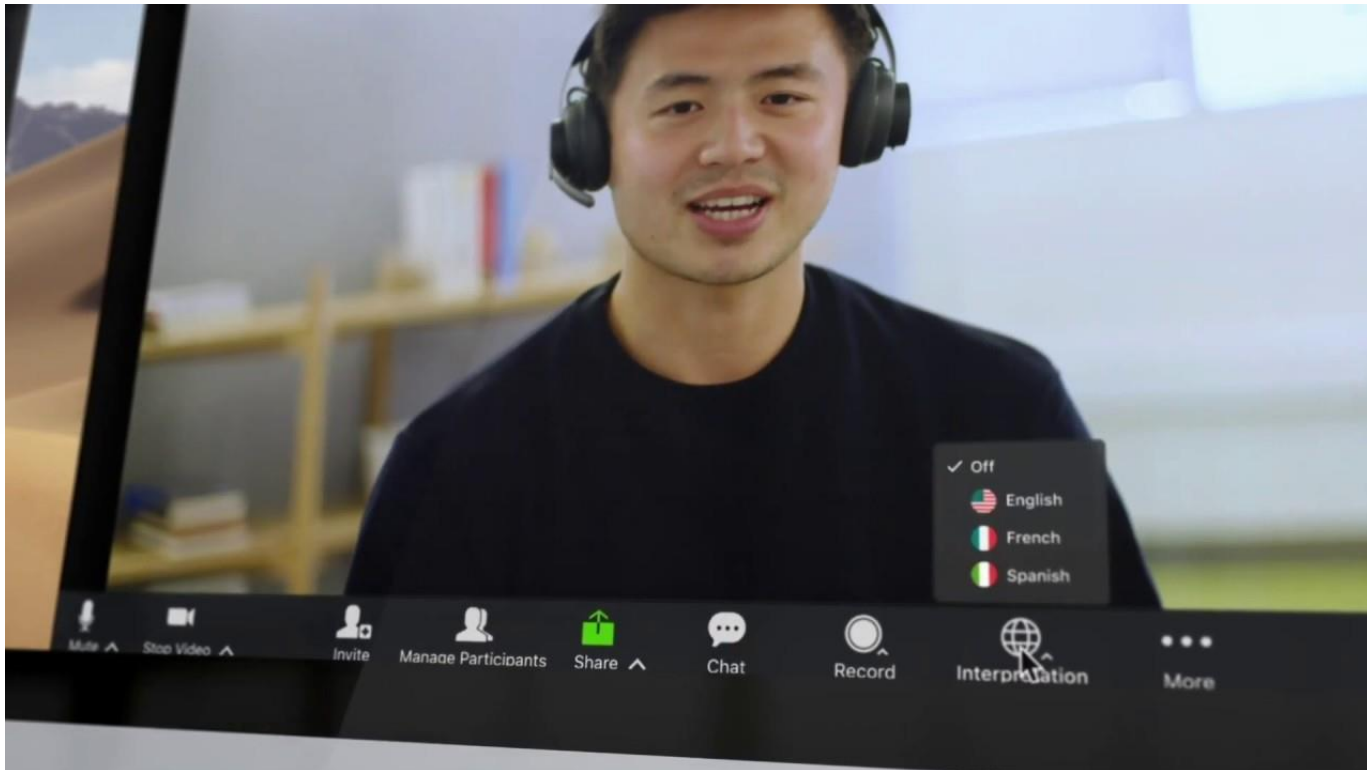 Off
English
French
Spanish
Mute
Stop Video
Invite
Manage Participants
Share
Chat
Record
Interpretation
More